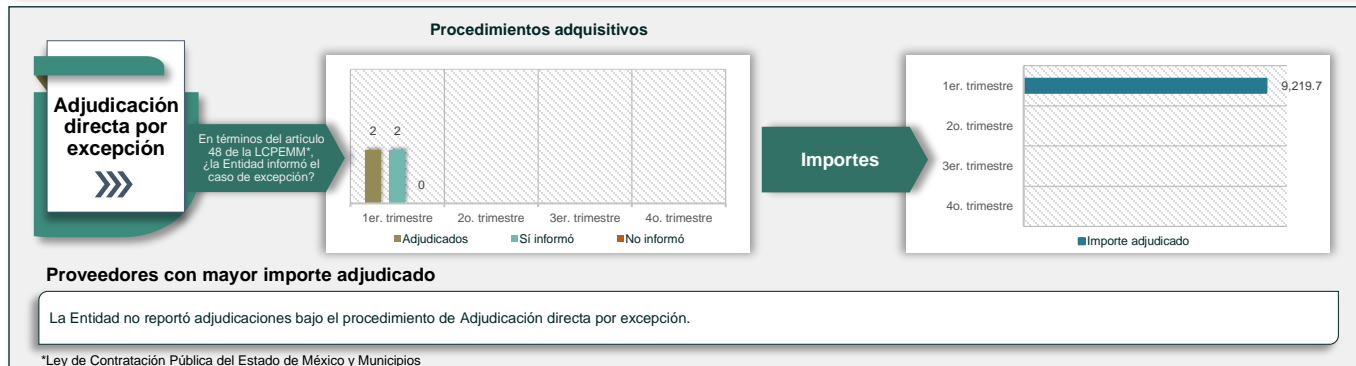 Procedimientos adquisitivos
Adjudicación
directa por
excepción
En términos del artículo
48 de la LCPEMM*,
¿la Entidad informó el
caso de excepción?
2 2
0
1er. trimestre 2o. trimestre 3er. trimestre 4o. trimestre
Adjudicados Sí informó No informó
Importes
1er. trimestre 9,219.7
2o. trimestre
3er. trimestre
4o. trimestre
Importe adjudicado
Proveedores con mayor importe adjudicado
La Entidad no reportó adjudicaciones bajo el procedimiento de Adjudicación directa por excepción.
*Ley de Contratación Pública del Estado de México y Municipios